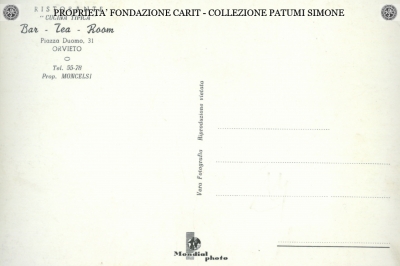 PROPRIETA' FONDAZIONE CARIT - COLLEZIONE PATUMI SIMONE
RISTORANTE
" CUCINA TIPICA "
Bar - Tea - Room
Piazza Duomo, 31
ORVIETO
Tel. 55-78
Prop. MONCELSI
Vera Fotografia Riproduzione vietata
Mondial
photo